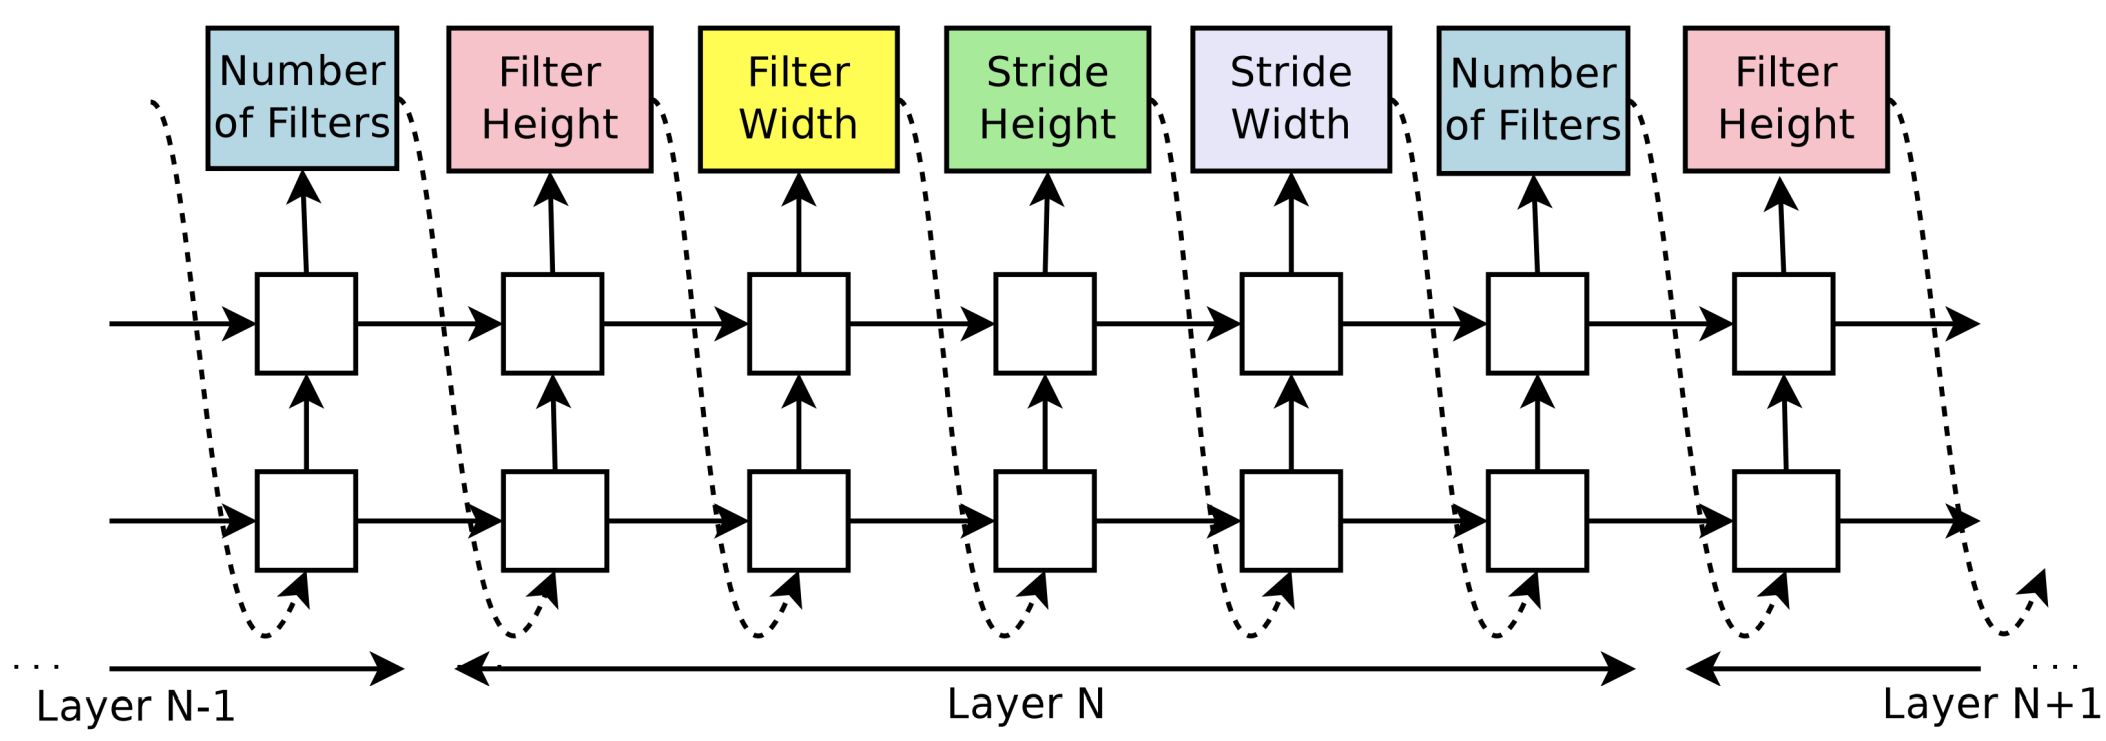 Number
of Filters
Filter
Height
Filter
Width
Stride
Height
Stride
Width
Number
of Filters
Filter
Height
. . .
Layer N-1
Layer N
. . .
Layer N+1